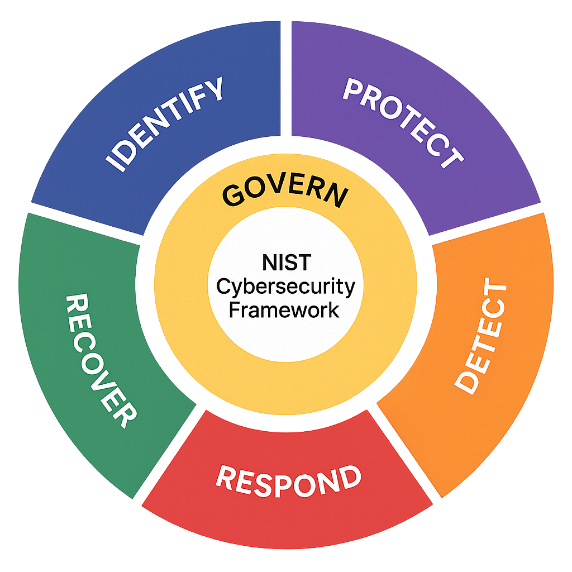 IDENTIFY
PROTECT
GOVERN
NIST
Cybersecurity
Framework
RECOVER
DETECT
RESPOND